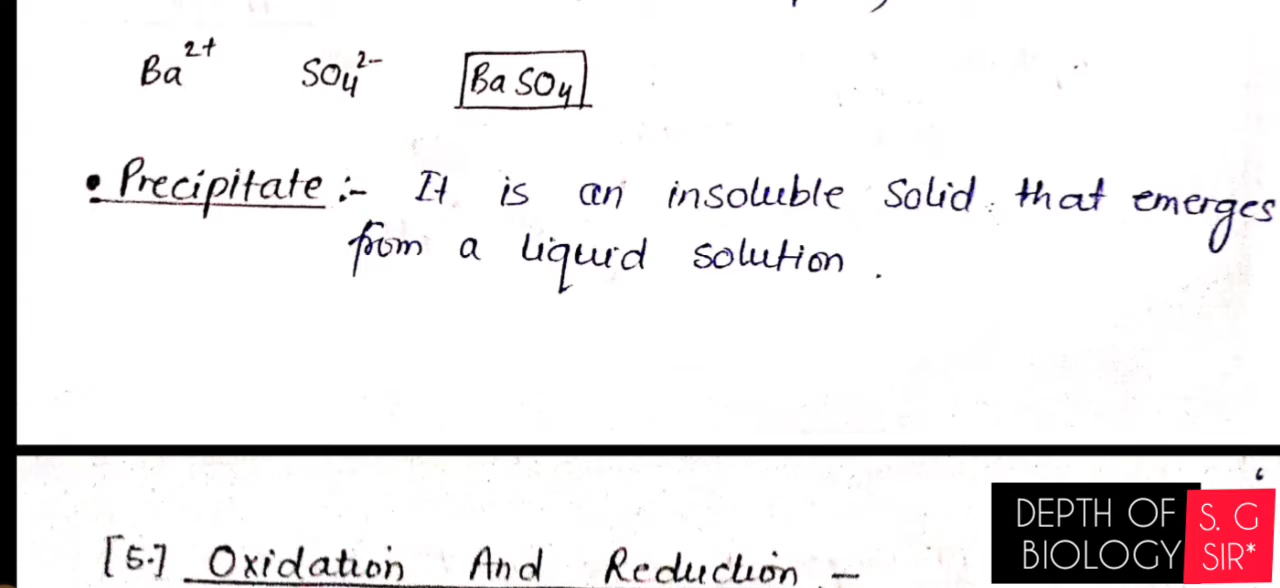 Ba²⁺ SO₄²⁻ BaSO₄
• Precipitate :- It is an insoluble solid that emerges
from a liquid solution .
6
[5.] Oxidation And Reduction -
DEPTH OF
BIOLOGY
S. G
SIR*